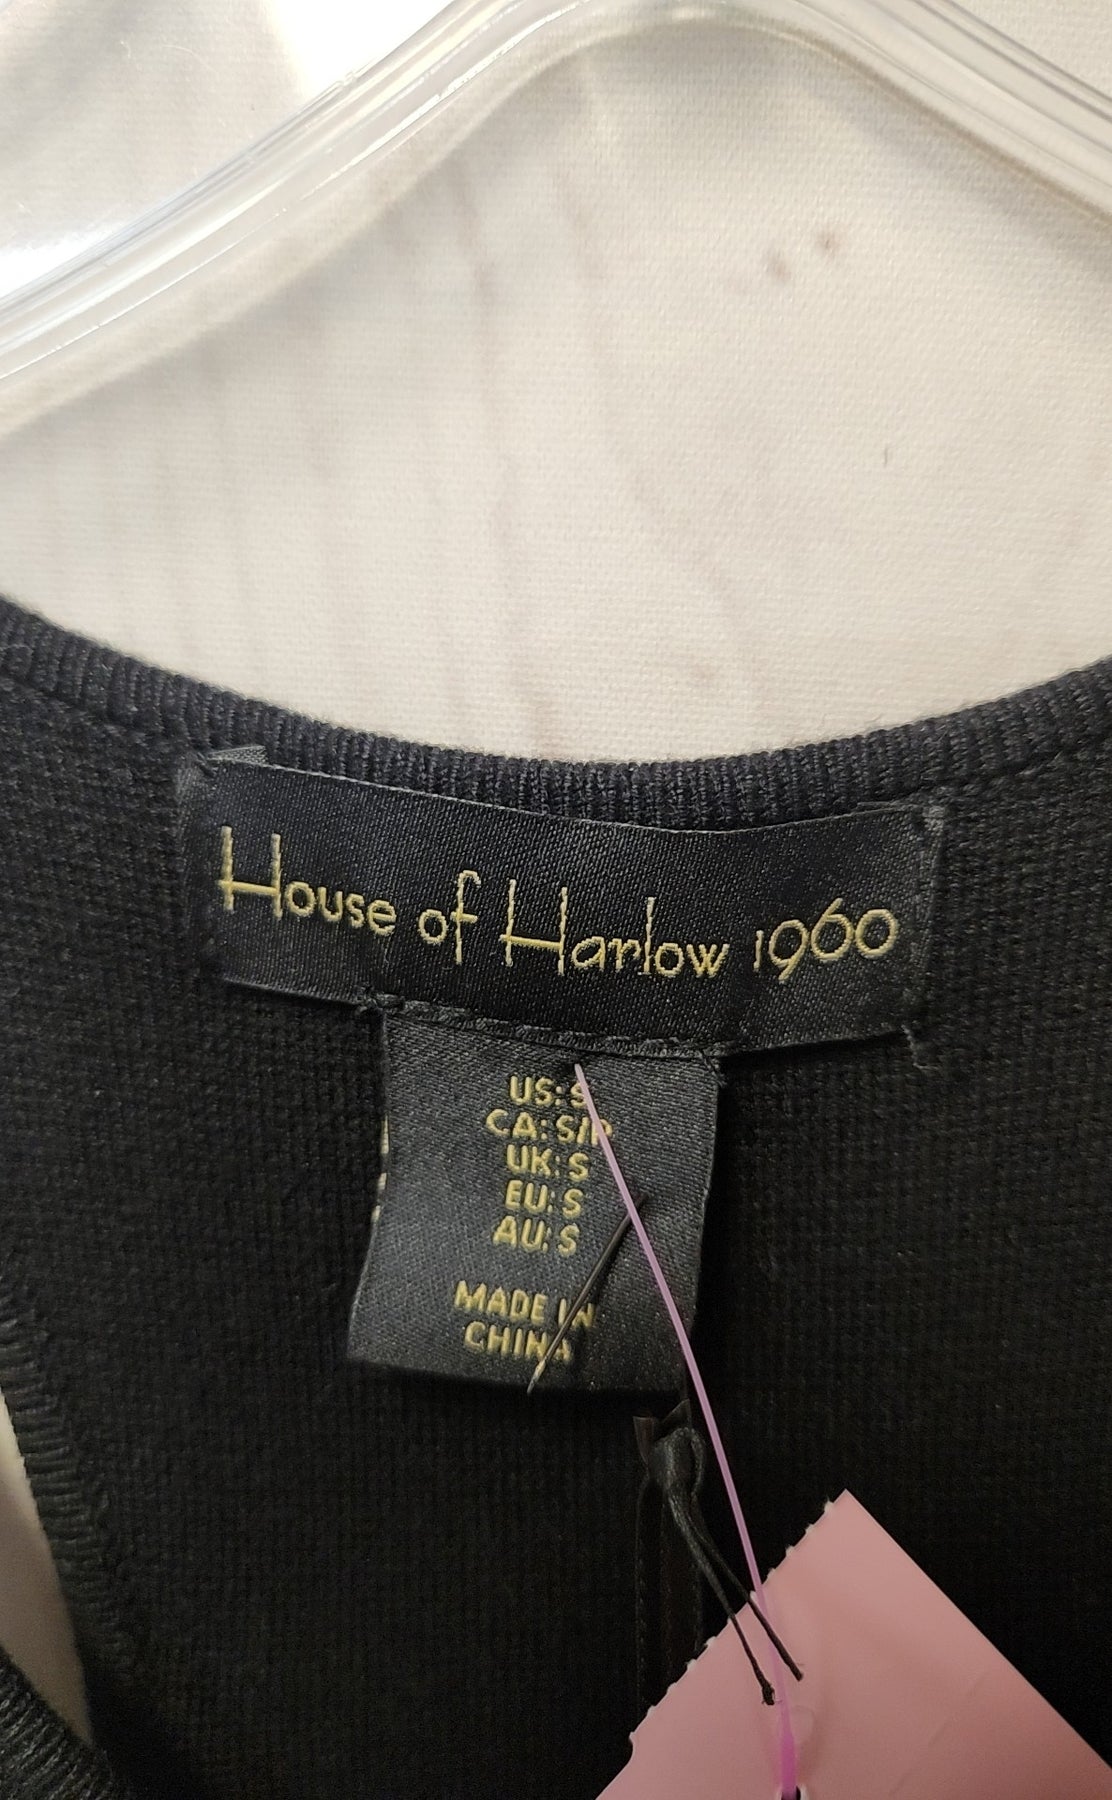 House of Harlow 1960
US: S
CA: S/P
UK: S
EU: S
AU: S
MADE IN
CHINA